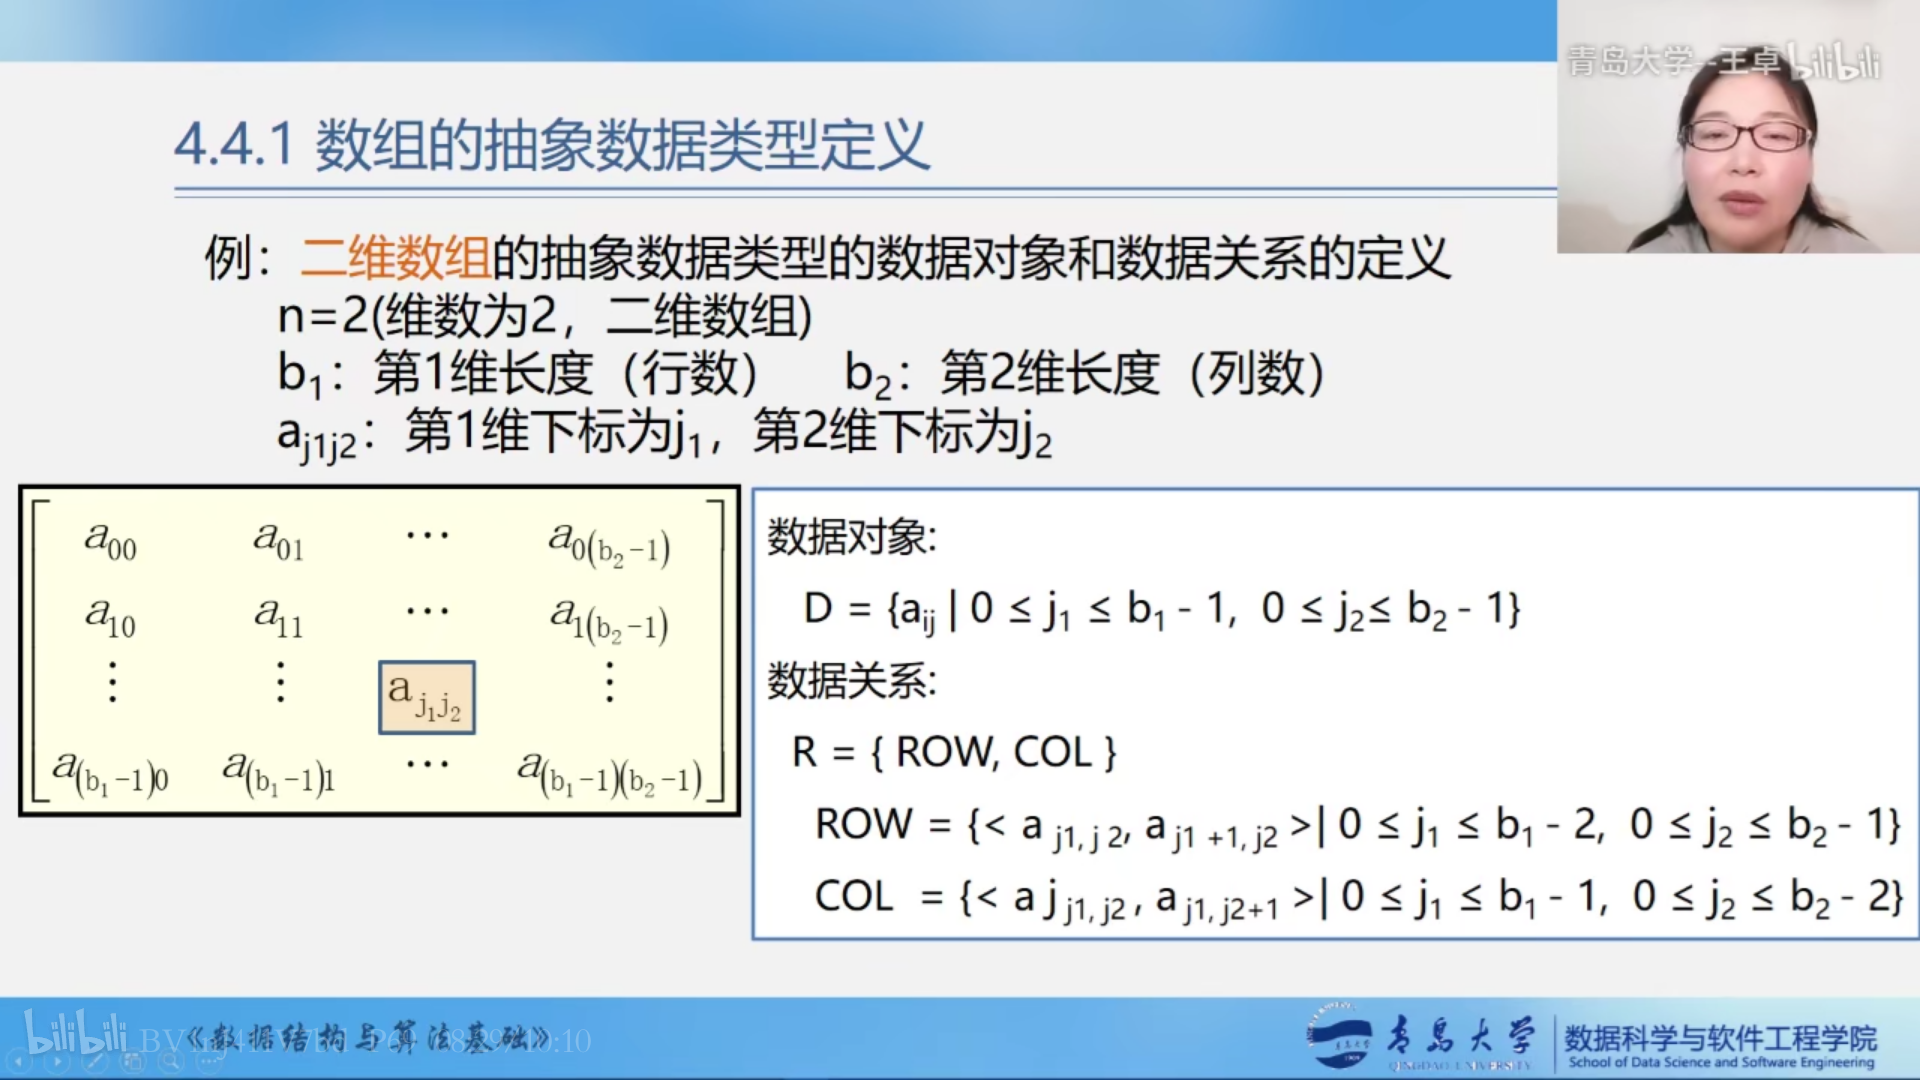 青岛大学--王卓 bilibili
4.4.1 数组的抽象数据类型定义
例：二维数组的抽象数据类型的数据对象和数据关系的定义
n=2(维数为2，二维数组)
b₁：第1维长度（行数） b₂：第2维长度（列数）
aj1j2：第1维下标为j₁，第2维下标为j₂
a00 a01 ⋯ a0(b₂−1)
a10 a11 ⋯ a1(b₂−1)
⋮ ⋮ aj₁j₂ ⋮
a(b₁−1)0 a(b₁−1)1 ⋯ a(b₁−1)(b₂−1)
数据对象:
D = {aij | 0 ≤ j₁ ≤ b₁ - 1, 0 ≤ j₂ ≤ b₂ - 1}
数据关系:
R = { ROW, COL }
ROW = {< a j1, j 2, a j1 +1, j2 >| 0 ≤ j₁ ≤ b₁ - 2, 0 ≤ j₂ ≤ b₂ - 1}
COL = {< a j j1, j2 , a j1, j2+1 >| 0 ≤ j₁ ≤ b₁ - 1, 0 ≤ j₂ ≤ b₂ - 2}
bilibili
《数据结构与算法基础》
青岛大学
QINGDAO UNIVERSITY
数据科学与软件工程学院
School of Data Science and Software Engineering